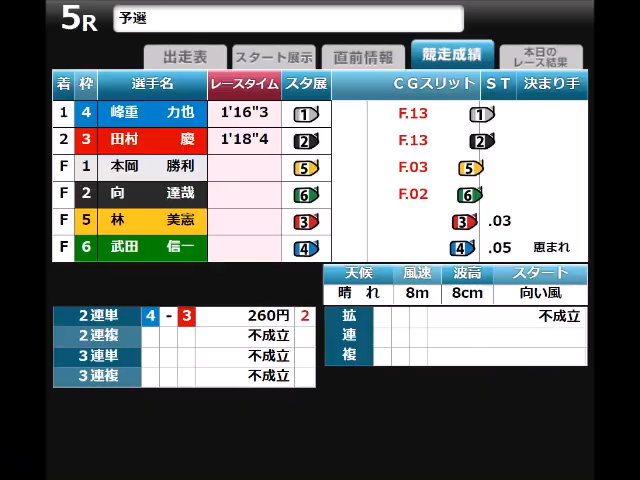 5R 予選
出走表 スタート展示 直前情報 競走成績 本日のレース結果
着 枠 選手名 レースタイム スタ展 CGスリット ST 決まり手
1 4 峰重 力也 1'16"3 1 F.13 1
2 3 田村 慶 1'18"4 2 F.13 2
F 1 本岡 勝利 5 F.03 5
F 2 向 達哉 6 F.02 6
F 5 林 美憲 3 3 .03
F 6 武田 信一 4 4 .05 恵まれ
天候 風速 波高 スタート
晴れ 8m 8cm 向い風
2連単 4 - 3 260円 2
2連複 不成立
3連単 不成立
3連複 不成立
拡連複 不成立